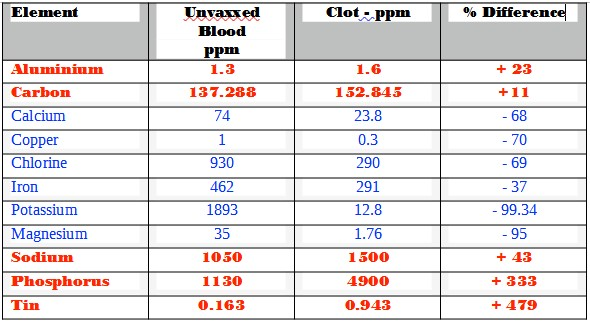 Element Unvaxxed Blood ppm Clot - ppm % Difference
Aluminium 1.3 1.6 + 23
Carbon 137.288 152.845 +11
Calcium 74 23.8 - 68
Copper 1 0.3 - 70
Chlorine 930 290 - 69
Iron 462 291 - 37
Potassium 1893 12.8 - 99.34
Magnesium 35 1.76 - 95
Sodium 1050 1500 + 43
Phosphorus 1130 4900 + 333
Tin 0.163 0.943 + 479